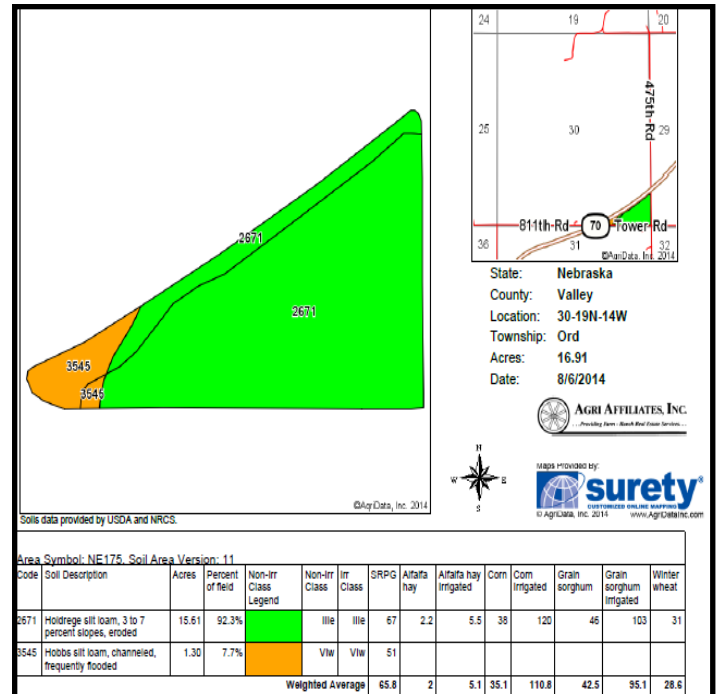 2671
2671
3545
3545
©AgriData, Inc. 2014
Soils data provided by USDA and NRCS.
24 19 20
25 30 29
475th-Rd
811th-Rd 70 Tower-Rd
36 31 32
©AgriData, Inc. 2014
State: Nebraska
County: Valley
Location: 30-19N-14W
Township: Ord
Acres: 16.91
Date: 8/6/2014
AGRI AFFILIATES, INC.
...Providing Farm - Ranch Real Estate Services...
N
W E
S
Maps Provided By:
surety®
CUSTOMIZED ONLINE MAPPING
© AgriData, Inc. 2014 www.AgriDataInc.com
Area Symbol: NE175, Soil Area Version: 11
Code Soil Description Acres Percent of field Non-Irr Class Legend Non-Irr Class Irr Class SRPG Alfalfa hay Alfalfa hay Irrigated Corn Corn Irrigated Grain sorghum Grain sorghum Irrigated Winter wheat
2671 Holdrege silt loam, 3 to 7 percent slopes, eroded 15.61 92.3% IIIe IIIe 67 2.2 5.5 38 120 46 103 31
3545 Hobbs silt loam, channeled, frequently flooded 1.30 7.7% VIw VIw 51
Weighted Average 65.8 2 5.1 35.1 110.8 42.5 95.1 28.6